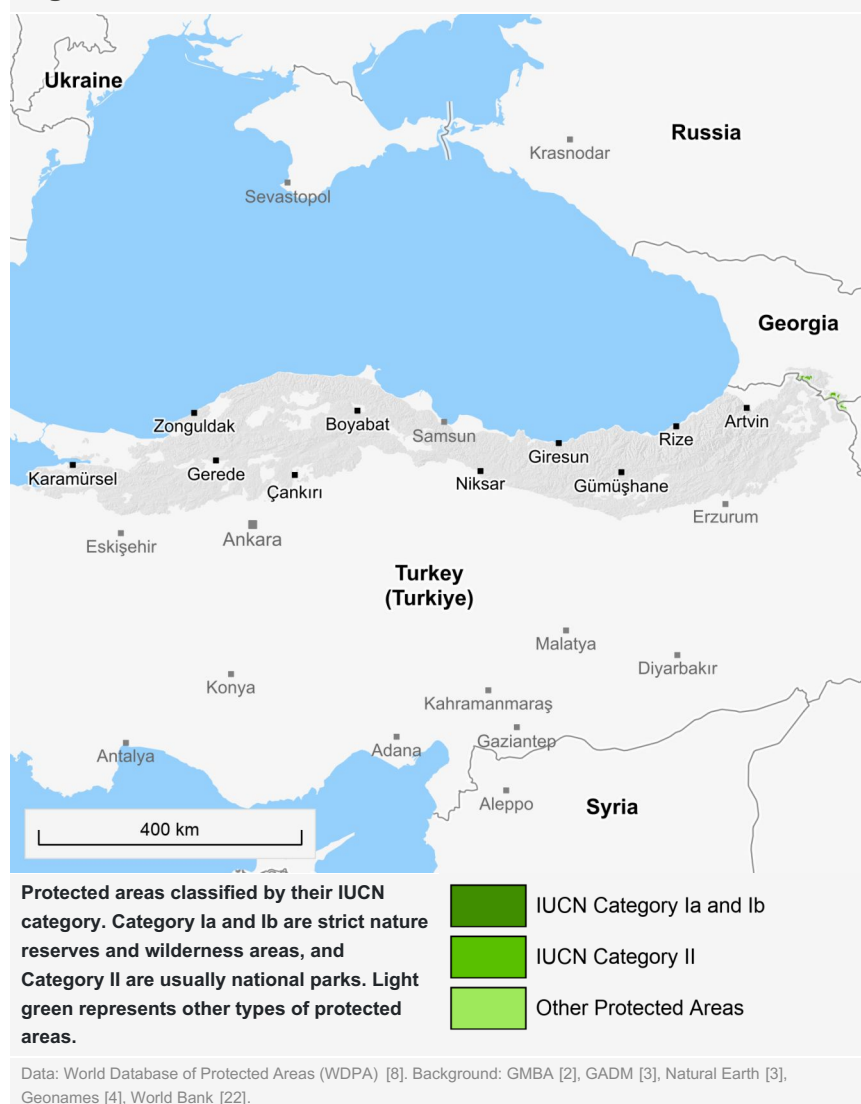 Ukraine
Russia
Krasnodar
Sevastopol
Georgia
Zonguldak
Boyabat
Samsun
Artvin
Rize
Giresun
Karamürsel
Gerede
Çankırı
Niksar
Gümüşhane
Erzurum
Eskişehir
Ankara
Turkey
(Turkiye)
Malatya
Diyarbakır
Konya
Kahramanmaraş
Gaziantep
Antalya
Adana
Aleppo
Syria
400 km
Protected areas classified by their IUCN
category. Category Ia and Ib are strict nature
reserves and wilderness areas, and
Category II are usually national parks. Light
green represents other types of protected
areas.
IUCN Category Ia and Ib
IUCN Category II
Other Protected Areas
Data: World Database of Protected Areas (WDPA) [8]. Background: GMBA [2], GADM [3], Natural Earth [3],
Geonames [4], World Bank [22].